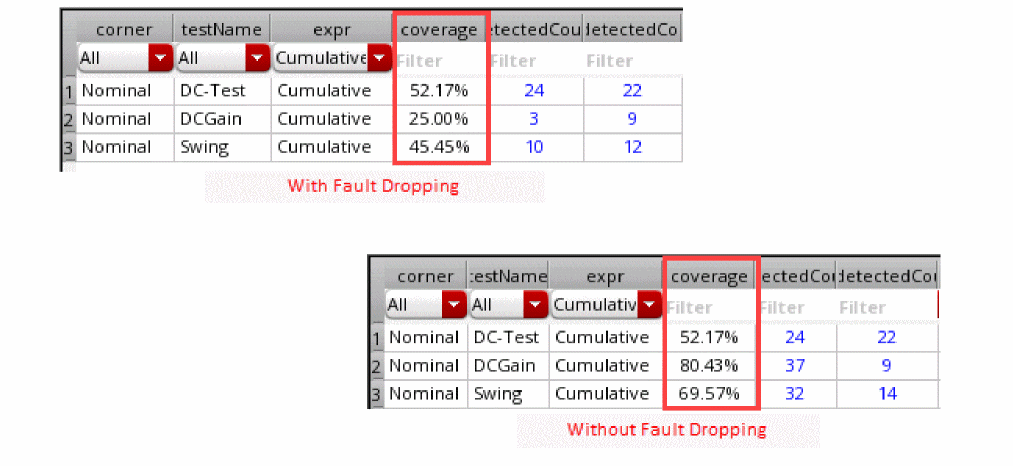 corner testName expr coverage etectedCou letectedCo
All All Cumulative Filter Filter Filter
1 Nominal DC-Test Cumulative 52.17% 24 22
2 Nominal DCGain Cumulative 25.00% 3 9
3 Nominal Swing Cumulative 45.45% 10 12
With Fault Dropping
corner testName expr coverage ectedCou detectedCou
All All Cumulativ Filter Filter Filter
1 Nominal DC-Test Cumulative 52.17% 24 22
2 Nominal DCGain Cumulative 80.43% 37 9
3 Nominal Swing Cumulative 69.57% 32 14
Without Fault Dropping